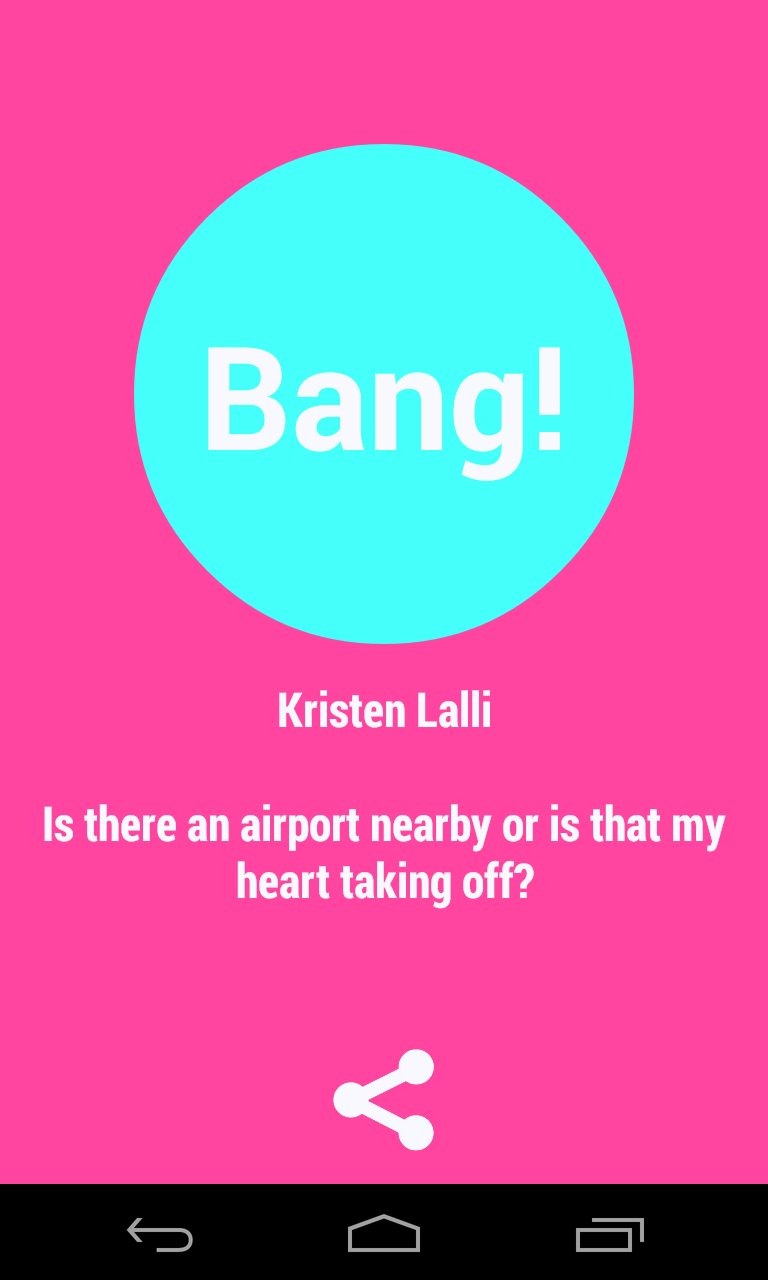 Bang!
Kristen Lalli
Is there an airport nearby or is that my
heart taking off?